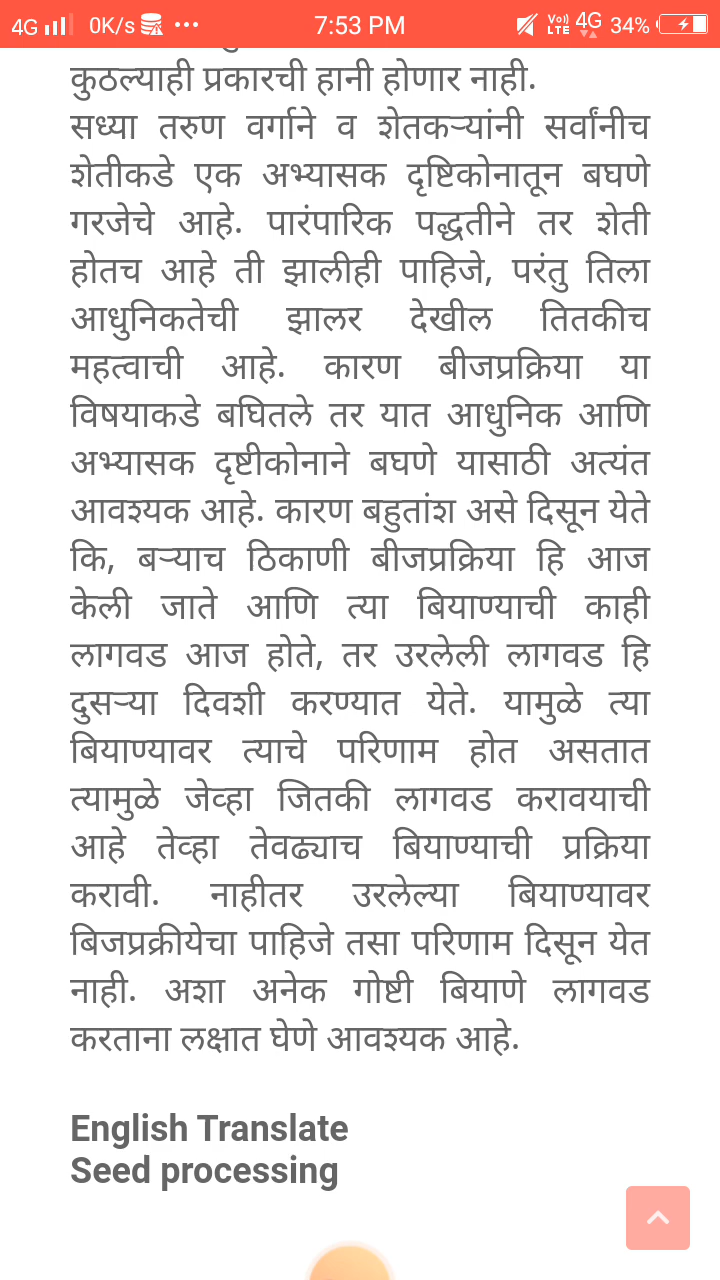 4G 0K/s 7:53 PM Vo)) LTE 4G 34%
कुठल्याही प्रकारची हानी होणार नाही.
सध्या तरुण वर्गाने व शेतकऱ्यांनी सर्वांनीच
शेतीकडे एक अभ्यासक दृष्टिकोनातून बघणे
गरजेचे आहे. पारंपारिक पद्धतीने तर शेती
होतच आहे ती झालीही पाहिजे, परंतु तिला
आधुनिकतेची झालर देखील तितकीच
महत्वाची आहे. कारण बीजप्रक्रिया या
विषयाकडे बघितले तर यात आधुनिक आणि
अभ्यासक दृष्टीकोनाने बघणे यासाठी अत्यंत
आवश्यक आहे. कारण बहुतांश असे दिसून येते
कि, बऱ्याच ठिकाणी बीजप्रक्रिया हि आज
केली जाते आणि त्या बियाण्याची काही
लागवड आज होते, तर उरलेली लागवड हि
दुसऱ्या दिवशी करण्यात येते. यामुळे त्या
बियाण्यावर त्याचे परिणाम होत असतात
त्यामुळे जेव्हा जितकी लागवड करावयाची
आहे तेव्हा तेवढ्याच बियाण्याची प्रक्रिया
करावी. नाहीतर उरलेल्या बियाण्यावर
बिजप्रक्रीयेचा पाहिजे तसा परिणाम दिसून येत
नाही. अशा अनेक गोष्टी बियाणे लागवड
करताना लक्षात घेणे आवश्यक आहे.
English Translate
Seed processing